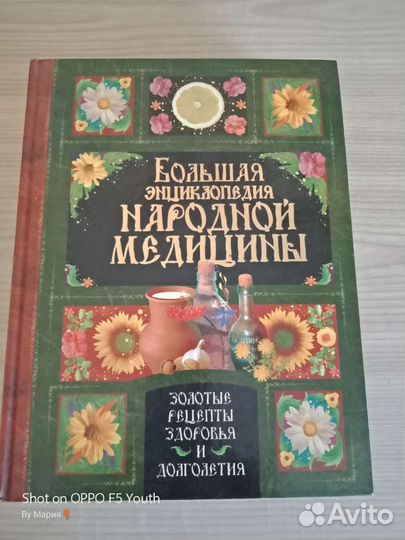 БОЛЬШАЯ
ЭНЦИКЛОПЕДИЯ
НАРОДНОЙ
МЕДИЦИНЫ
ЗОЛОТЫЕ
РЕЦЕПТЫ
ЗДОРОВЬЯ
И
ДОЛГОЛЕТИЯ
Shot on OPPO F5 Youth
By Мария🌷
Avito